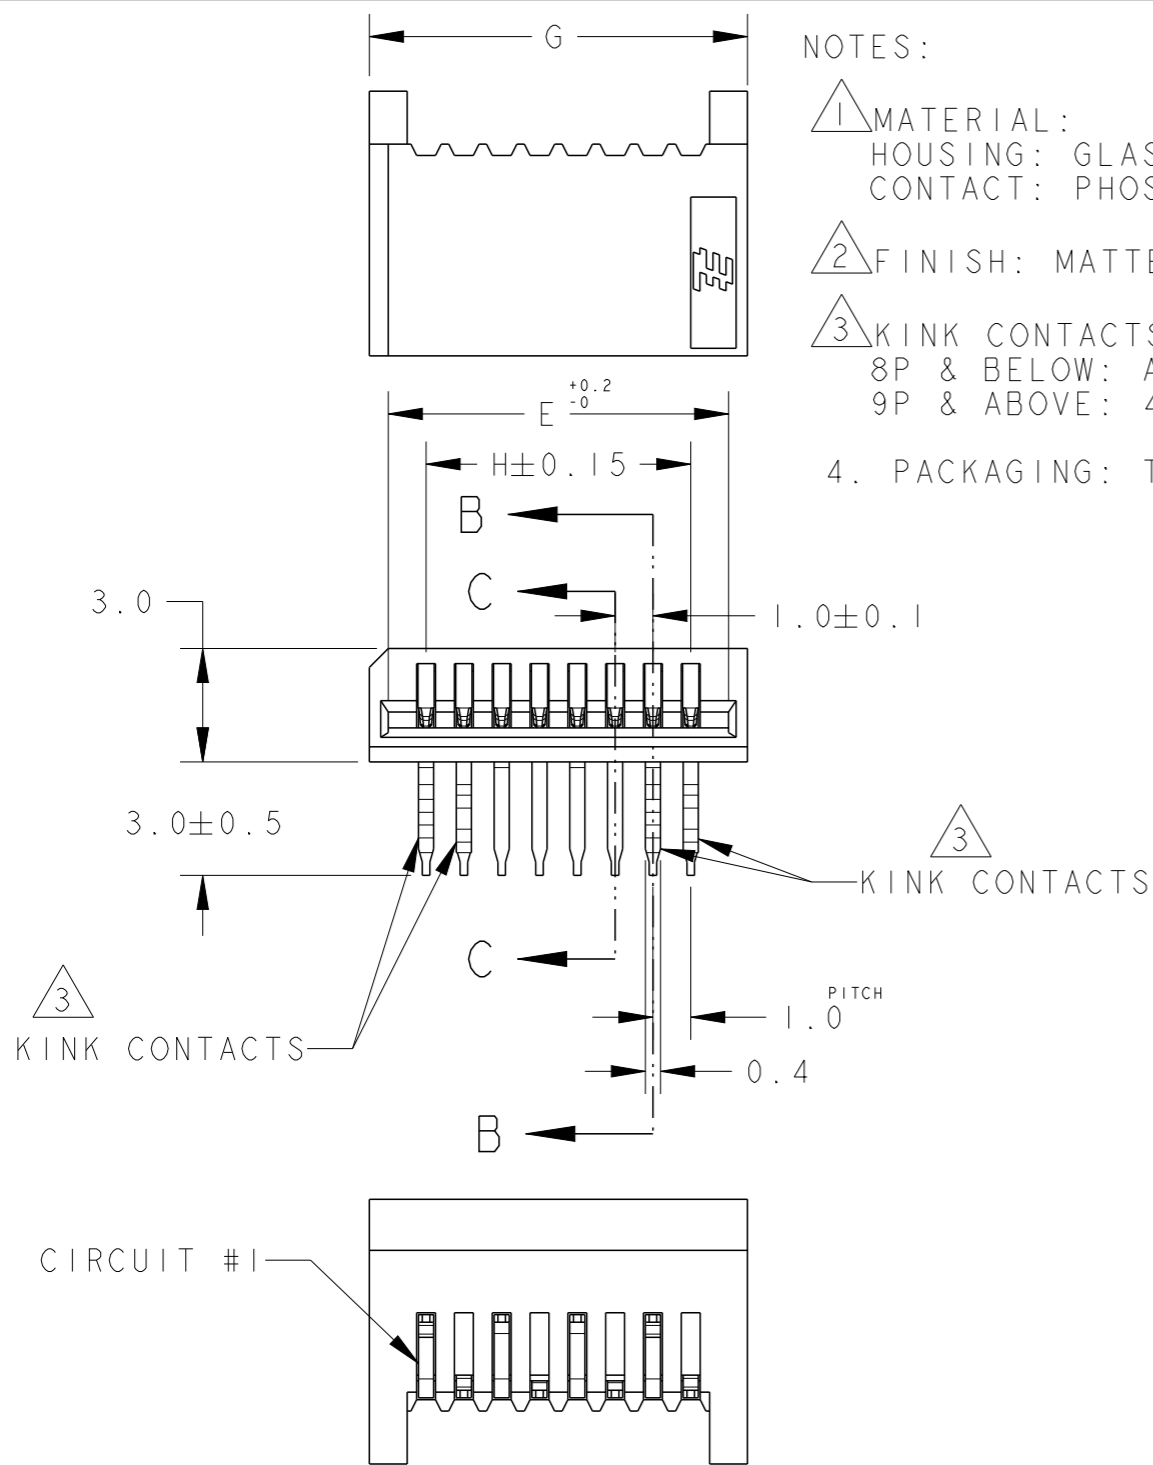 G
NOTES:
1 MATERIAL:
HOUSING: GLAS
CONTACT: PHOS
2 FINISH: MATTE
3 KINK CONTACTS
8P & BELOW: A
9P & ABOVE: 4
4. PACKAGING: T
E +0.2 -0
H±0.15
B
C
3.0
1.0±0.1
3.0±0.5
3
KINK CONTACTS
C
3
KINK CONTACTS
PITCH
1.0
0.4
B
CIRCUIT #1